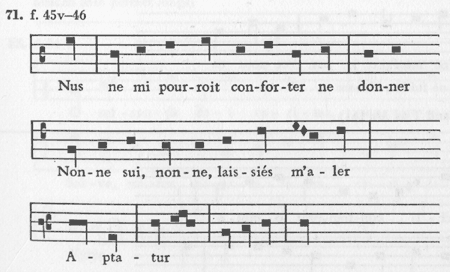 71. f. 45v—46
Nus ne mi pour-roit con-for-ter ne don-ner
Non-ne sui, non-ne, lais-siés m'a-ler
A-pta-tur